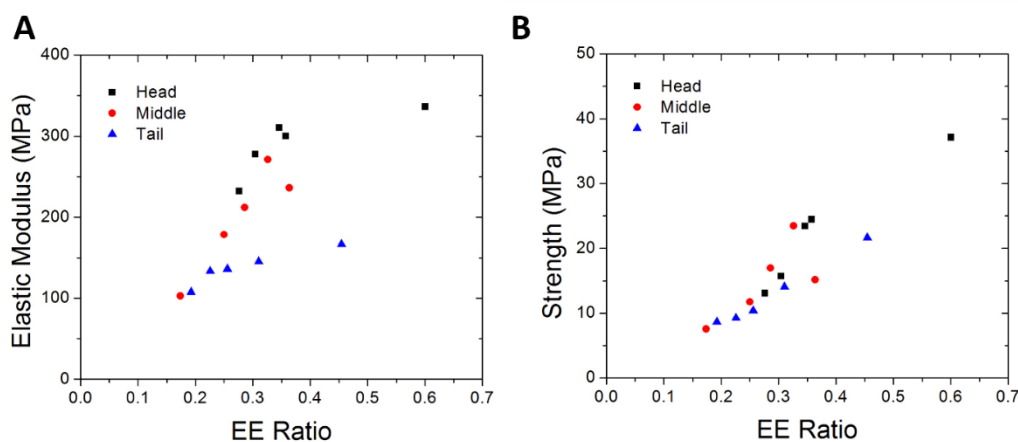 A
400
300
200
100
0
Elastic Modulus (MPa)
Head
Middle
Tail
0.0 0.1 0.2 0.3 0.4 0.5 0.6 0.7
EE Ratio
B
50
40
30
20
10
0
Strength (MPa)
Head
Middle
Tail
0.0 0.1 0.2 0.3 0.4 0.5 0.6 0.7
EE Ratio